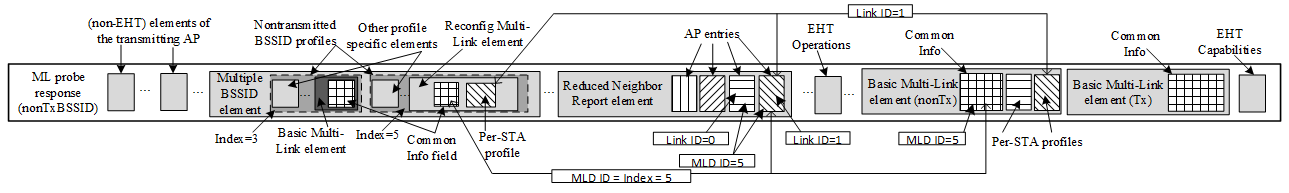 (non-EHT) elements of
the transmitting AP
Nontransmitted
BSSID profiles
Other profile
specific elements
Reconfig Multi-
Link element
Link ID=1
AP entries
EHT
Operations
Common
Info
Common
Info
EHT
Capabilities
ML probe
response
(nonTxBSSID)
...
...
Multiple
BSSID
element
...
...
...
...
Reduced Neighbor
Report element
...
...
Basic Multi-Link
element (nonTx)
Basic Multi-Link
element (Tx)
Index=3
Basic Multi-
Link element
Index=5
Common
Info field
Per-STA
profile
Link ID=0
MLD ID=5
Link ID=1
MLD ID=5
Per-STA profiles
MLD ID = Index = 5